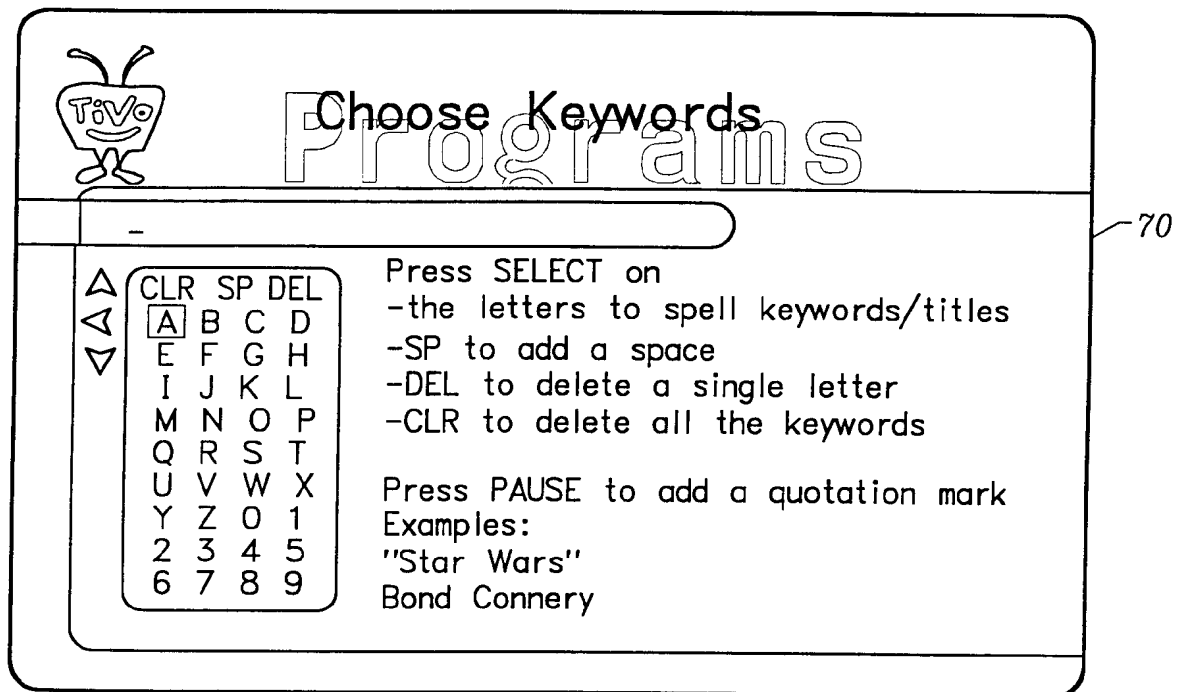 TiVo
Choose Keywords
Programs
_
70
CLR SP DEL
A B C D
E F G H
I J K L
M N O P
Q R S T
U V W X
Y Z 0 1
2 3 4 5
6 7 8 9
Press SELECT on
-the letters to spell keywords/titles
-SP to add a space
-DEL to delete a single letter
-CLR to delete all the keywords
Press PAUSE to add a quotation mark
Examples:
"Star Wars"
Bond Connery